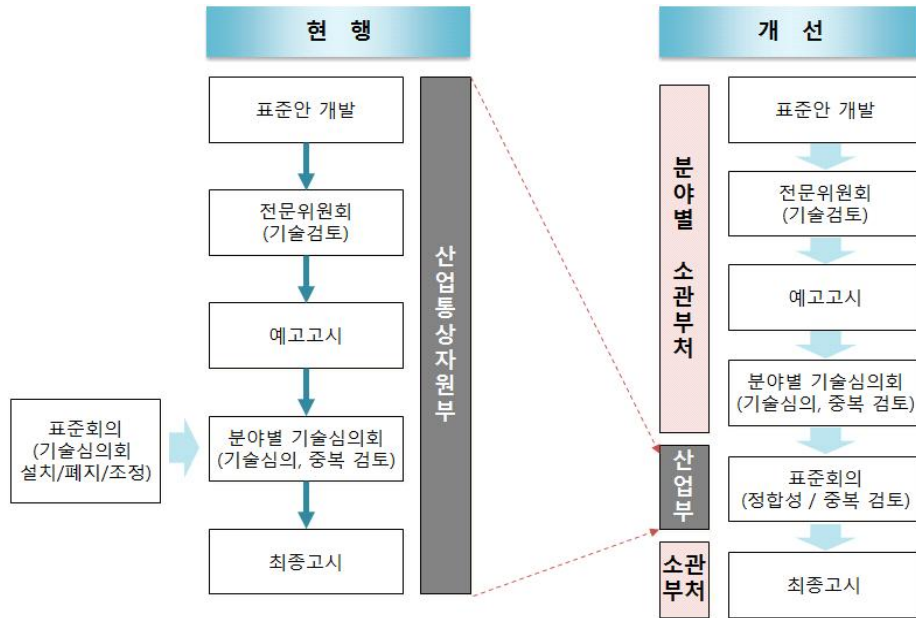 현 행
표준안 개발
전문위원회
(기술검토)
예고고시
표준회의
(기술심의회
설치/폐지/조정)
분야별 기술심의회
(기술심의, 중복 검토)
최종고시
산업통상자원부
개 선
분야별 소관부처
산업부
소관
부처
표준안 개발
전문위원회
(기술검토)
예고고시
분야별 기술심의회
(기술심의, 중복 검토)
표준회의
(정합성 / 중복 검토)
최종고시